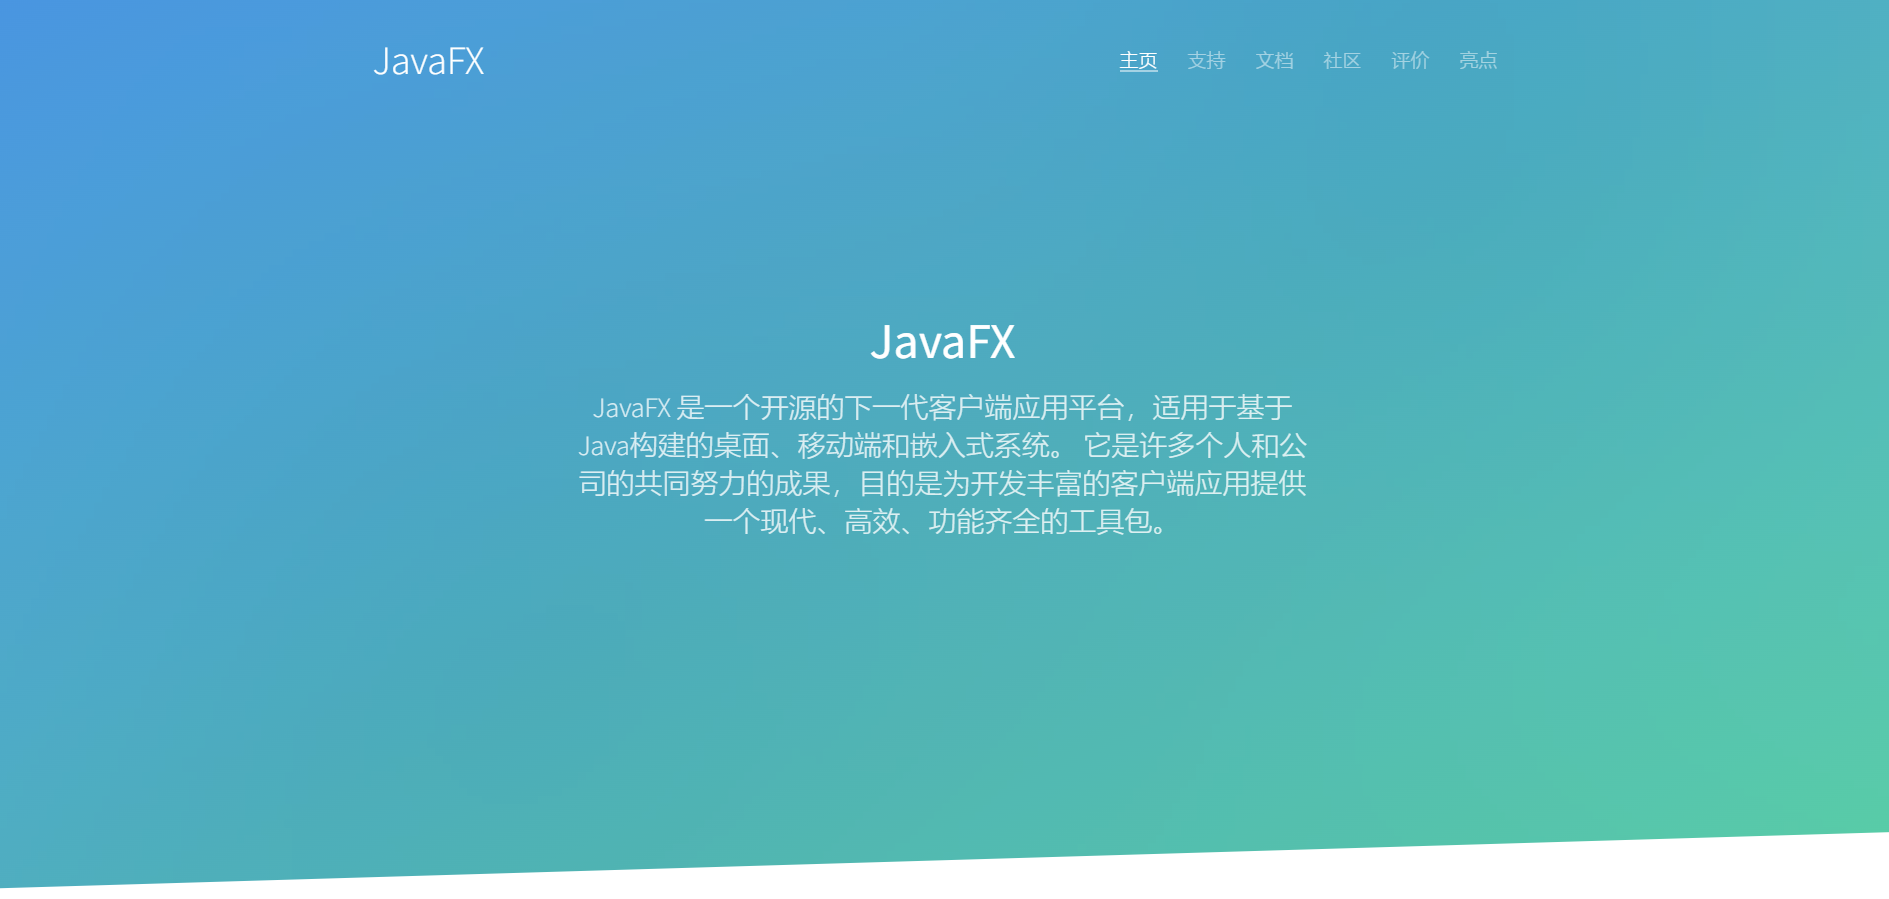 JavaFX
主页 支持 文档 社区 评价 亮点
JavaFX
JavaFX 是一个开源的下一代客户端应用平台，适用于基于
Java构建的桌面、移动端和嵌入式系统。 它是许多个人和公
司的共同努力的成果，目的是为开发丰富的客户端应用提供
一个现代、高效、功能齐全的工具包。